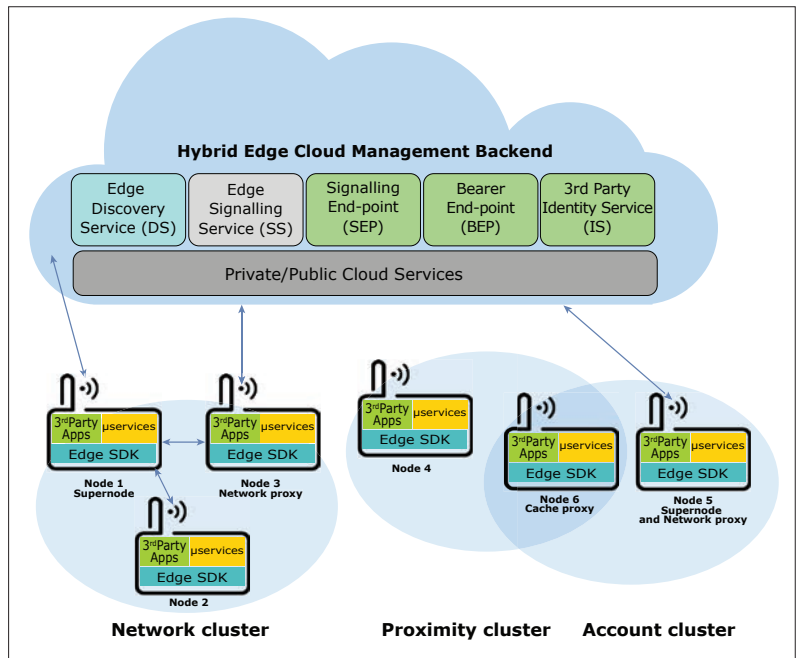 Hybrid Edge Cloud Management Backend
Edge
Discovery
Service (DS)
Edge
Signalling
Service (SS)
Signalling
End-point
(SEP)
Bearer
End-point
(BEP)
3rd Party
Identity Service
(IS)
Private/Public Cloud Services
3rdParty
Apps
µservices
Edge SDK
Node 1
Supernode
3rdParty
Apps
µservices
Edge SDK
Node 3
Network proxy
3rdParty
Apps
µservices
Edge SDK
Node 2
3rdParty
Apps
µservices
Edge SDK
Node 4
3rdParty
Apps
µservices
Edge SDK
Node 6
Cache proxy
3rdParty
Apps
µservices
Edge SDK
Node 5
Supernode
and Network proxy
Network cluster
Proximity cluster
Account cluster